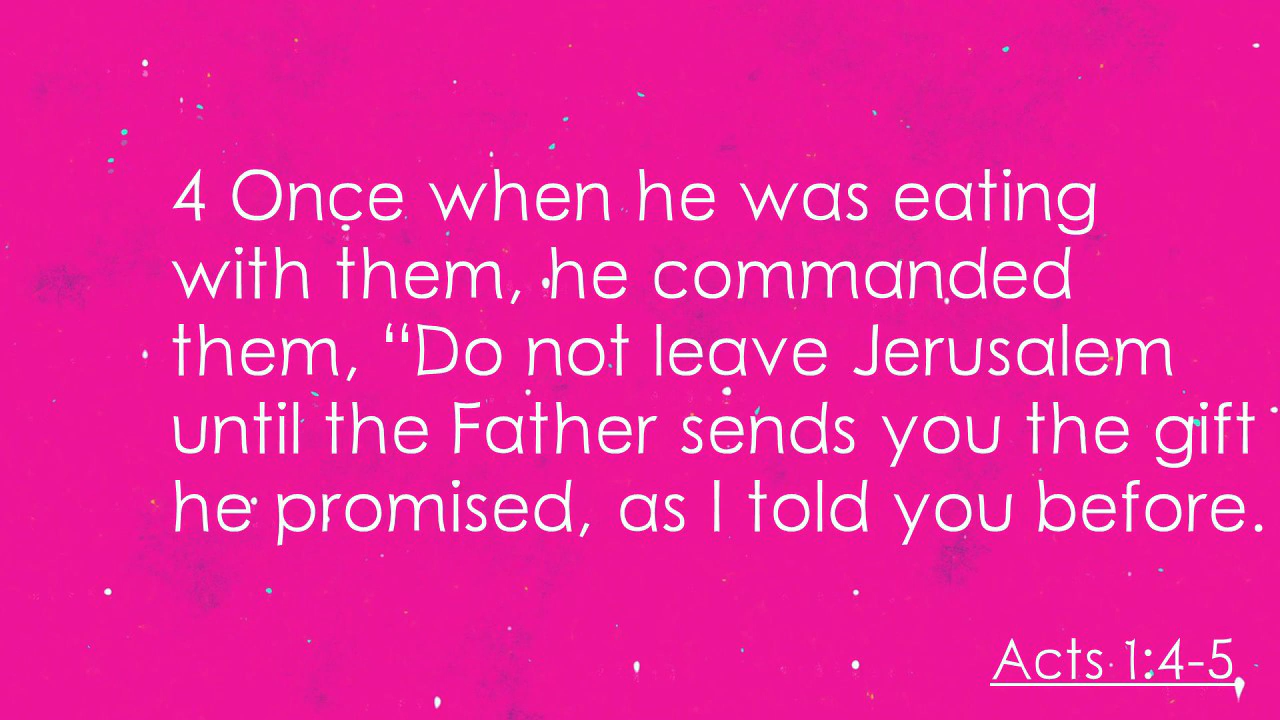 4 Once when he was eating
with them, he commanded
them, “Do not leave Jerusalem
until the Father sends you the gift
he promised, as I told you before.
Acts 1:4-5